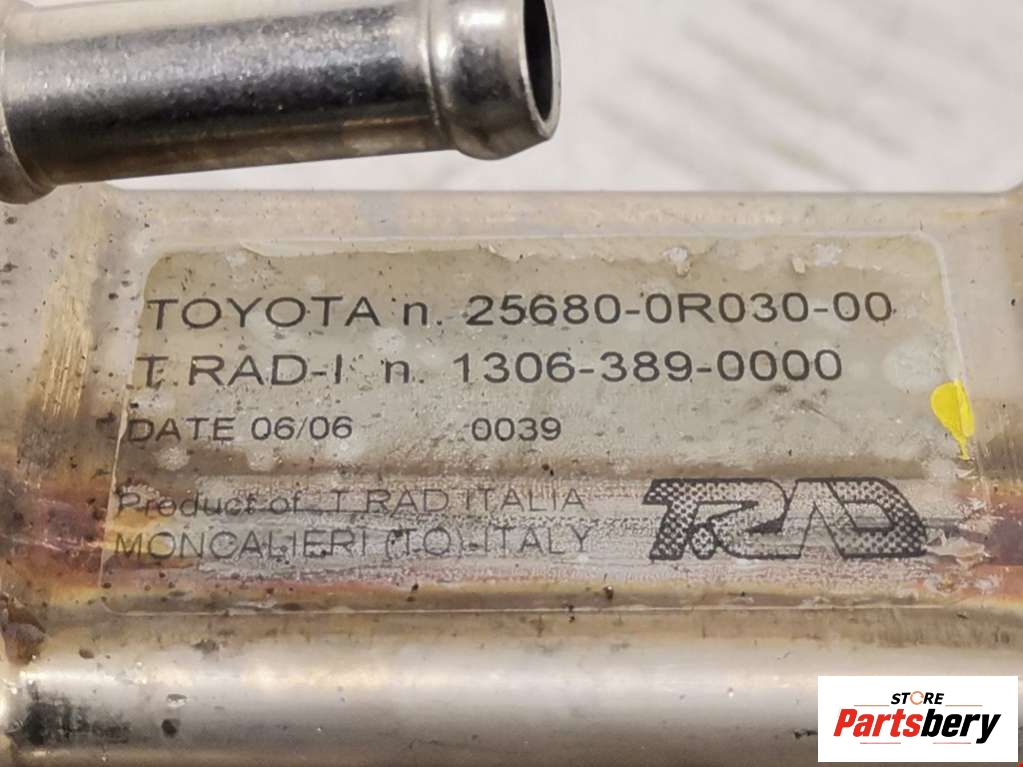 TOYOTA n. 25680-0R030-00
T.RAD-I n. 1306-389-0000
DATE 06/06 0039
Product of T.RAD ITALIA
MONCALIERI (TO)-ITALY
T.RAD
STORE
Partsbery